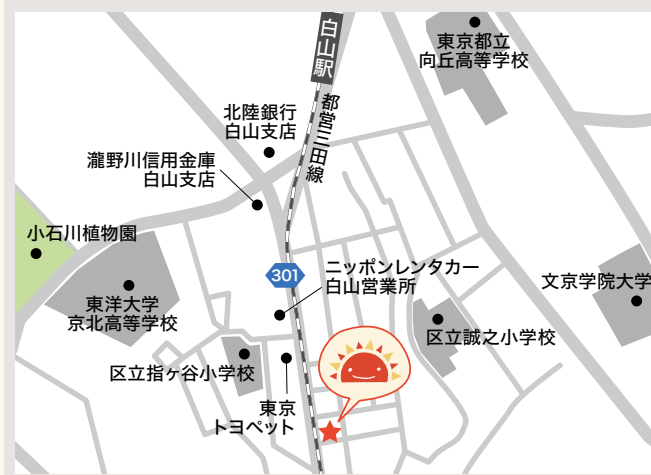 白山駅
都営三田線
東京都立
向丘高等学校
北陸銀行
白山支店
瀧野川信用金庫
白山支店
小石川植物園
ニッポンレンタカー
白山営業所
301
文京学院大学
東洋大学
京北高等学校
区立誠之小学校
区立指ヶ谷小学校
東京
トヨペット